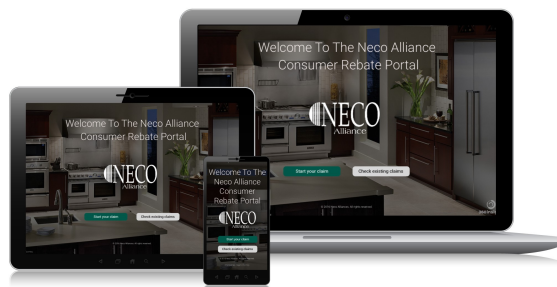 Welcome To The Neco Alliance
Consumer Rebate Portal
NECO
Alliance
Start your claim
Check existing claims
Welcome To The Neco Alliance
Consumer Rebate Portal
NECO
Alliance
Start your claim
Check existing claims
Welcome To The
Neco Alliance
Consumer
Rebate Portal
NECO
Alliance
Start your claim
Check existing claims